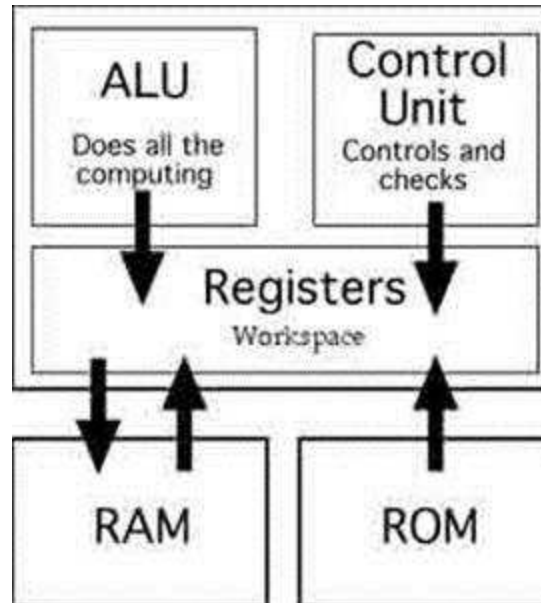 ALU
Does all the
computing
Control
Unit
Controls and
checks
Registers
Workspace
RAM
ROM